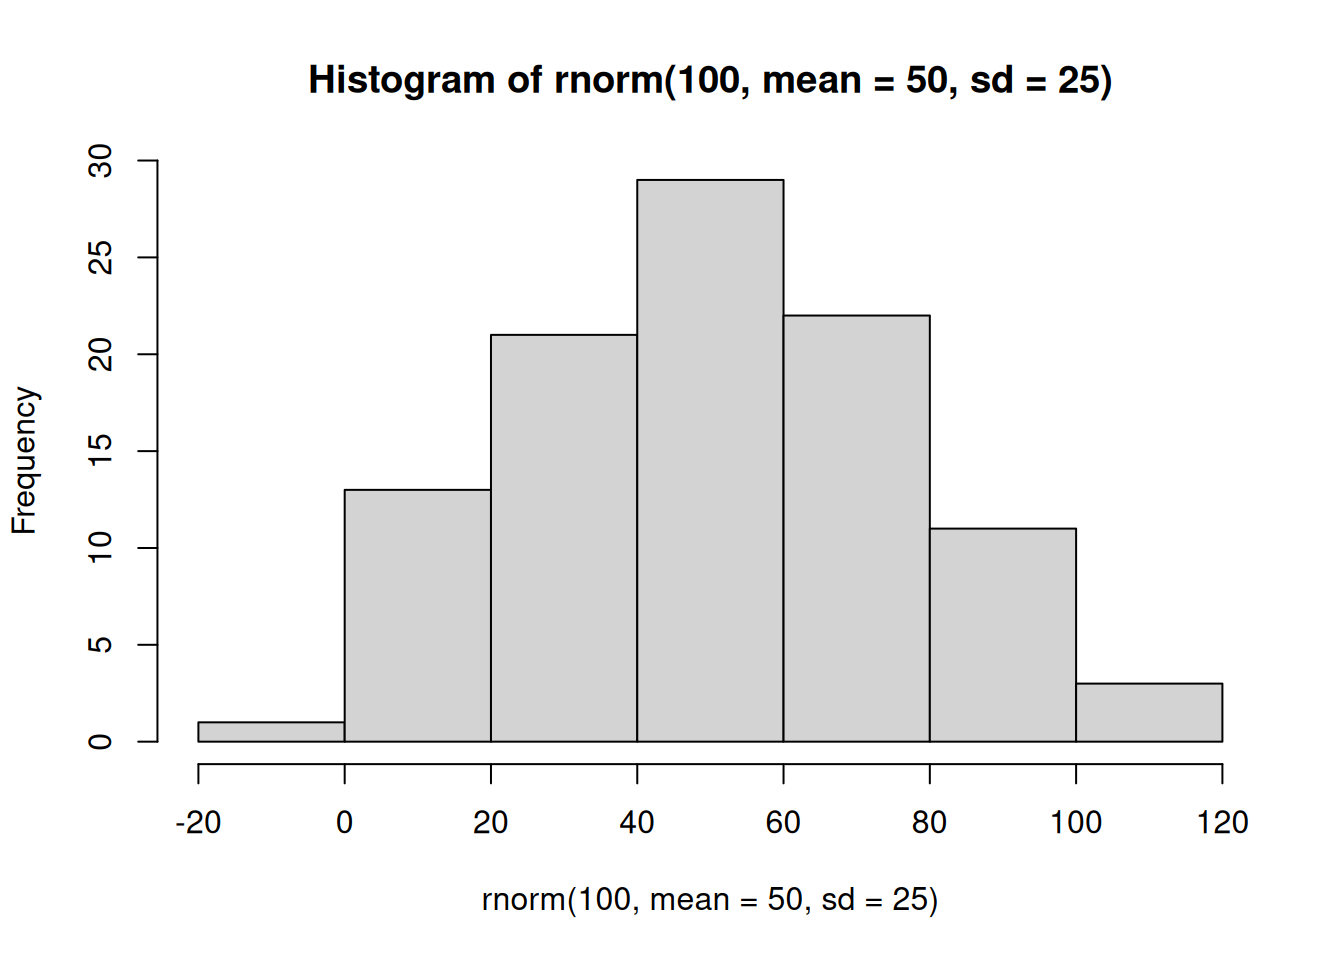 Histogram of rnorm(100, mean = 50, sd = 25)
Frequency
30
25
20
15
10
5
0
-20 0 20 40 60 80 100 120
rnorm(100, mean = 50, sd = 25)